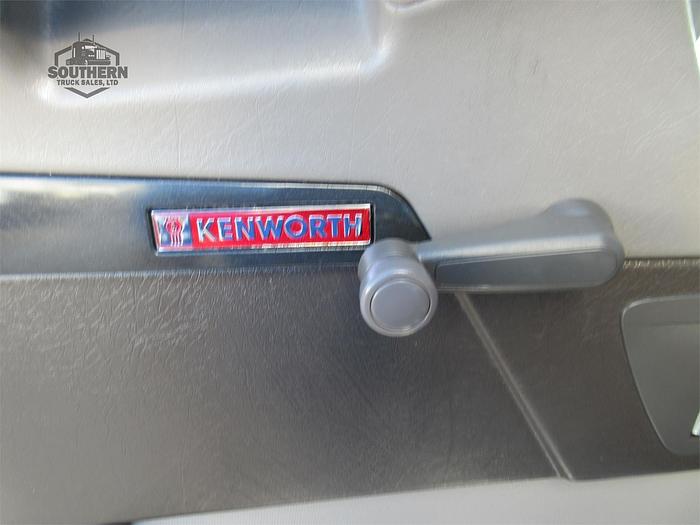 SOUTHERN
TRUCK SALES, LTD
KENWORTH